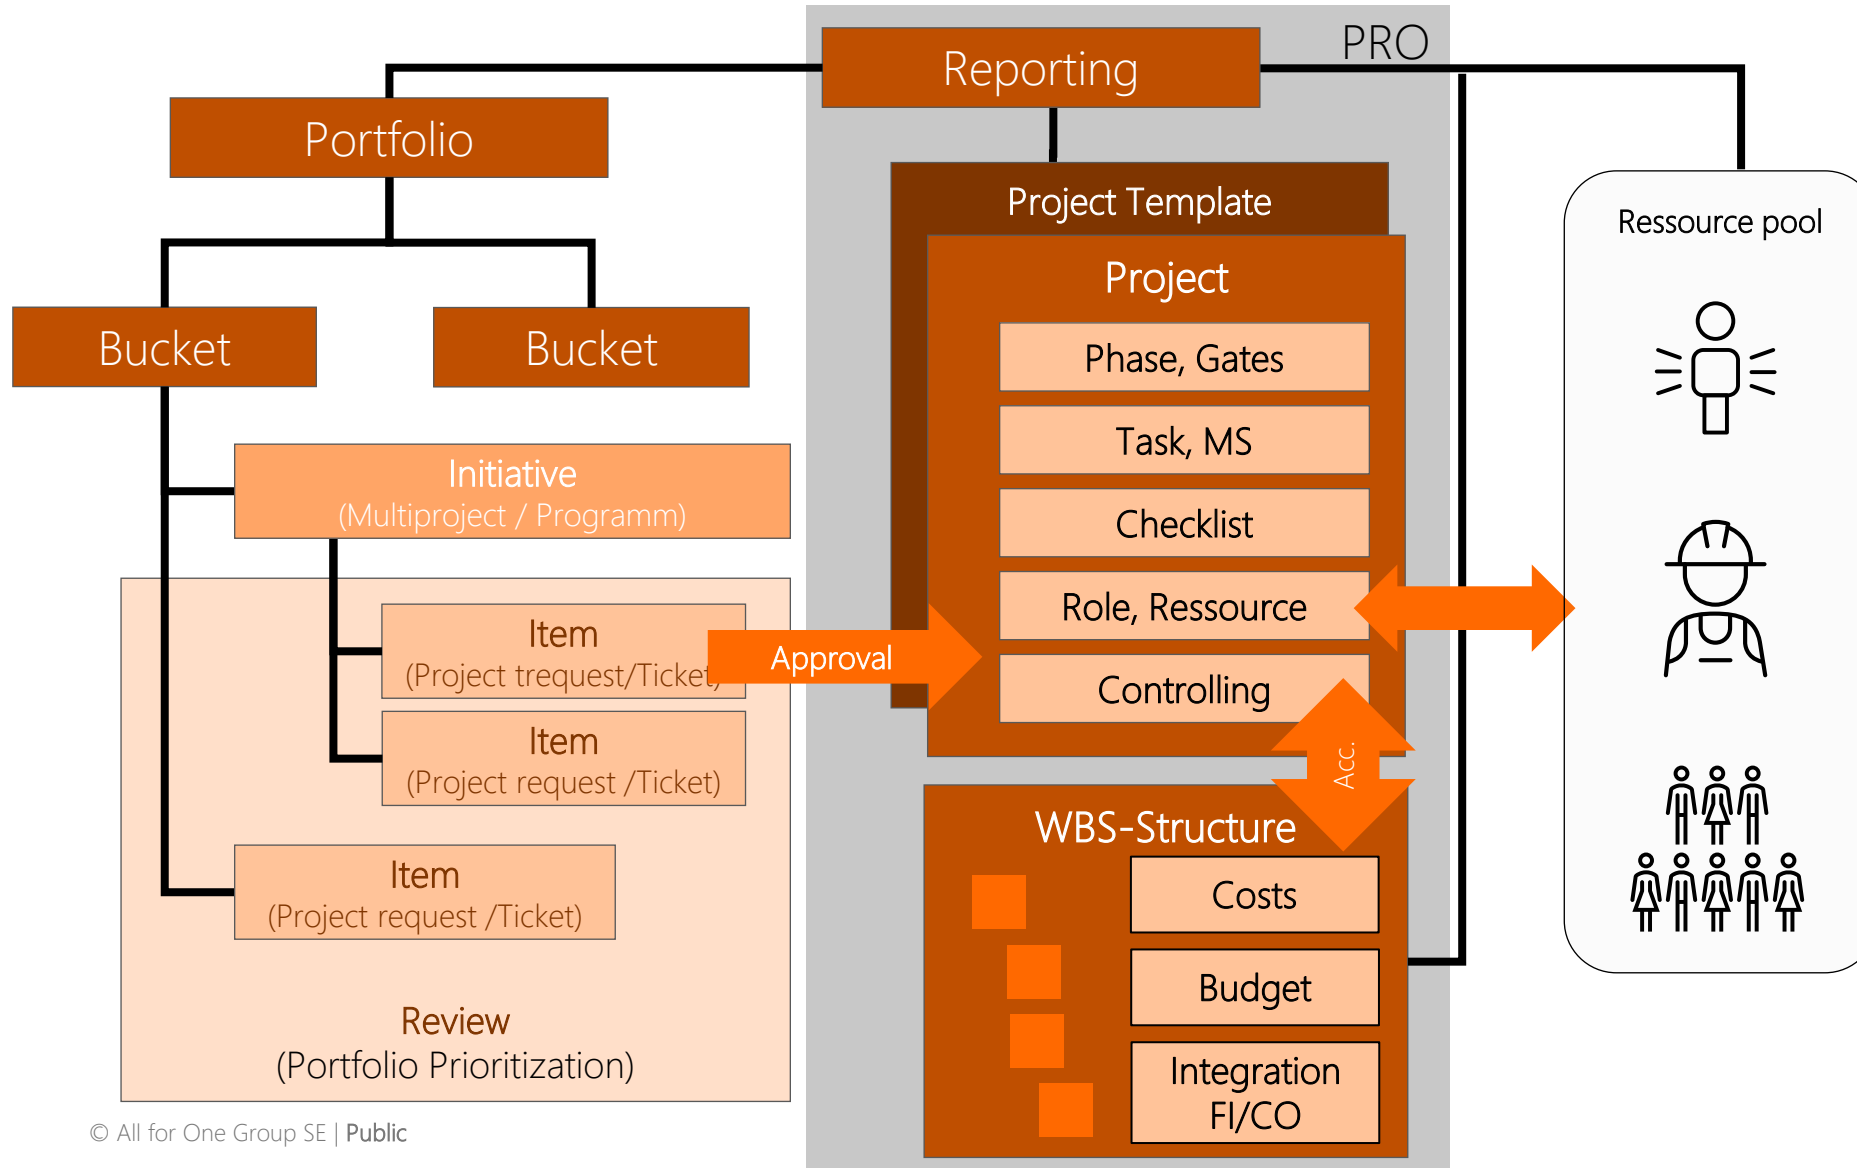 PRO
Reporting
Portfolio
Bucket
Bucket
Initiative
(Multiproject / Programm)
Item
(Project trequest/Ticket)
Item
(Project request /Ticket)
Item
(Project request /Ticket)
Review
(Portfolio Prioritization)
Approval
Project Template
Project
Phase, Gates
Task, MS
Checklist
Role, Ressource
Controlling
Acc.
WBS-Structure
Costs
Budget
Integration
FI/CO
Ressource pool
© All for One Group SE | Public